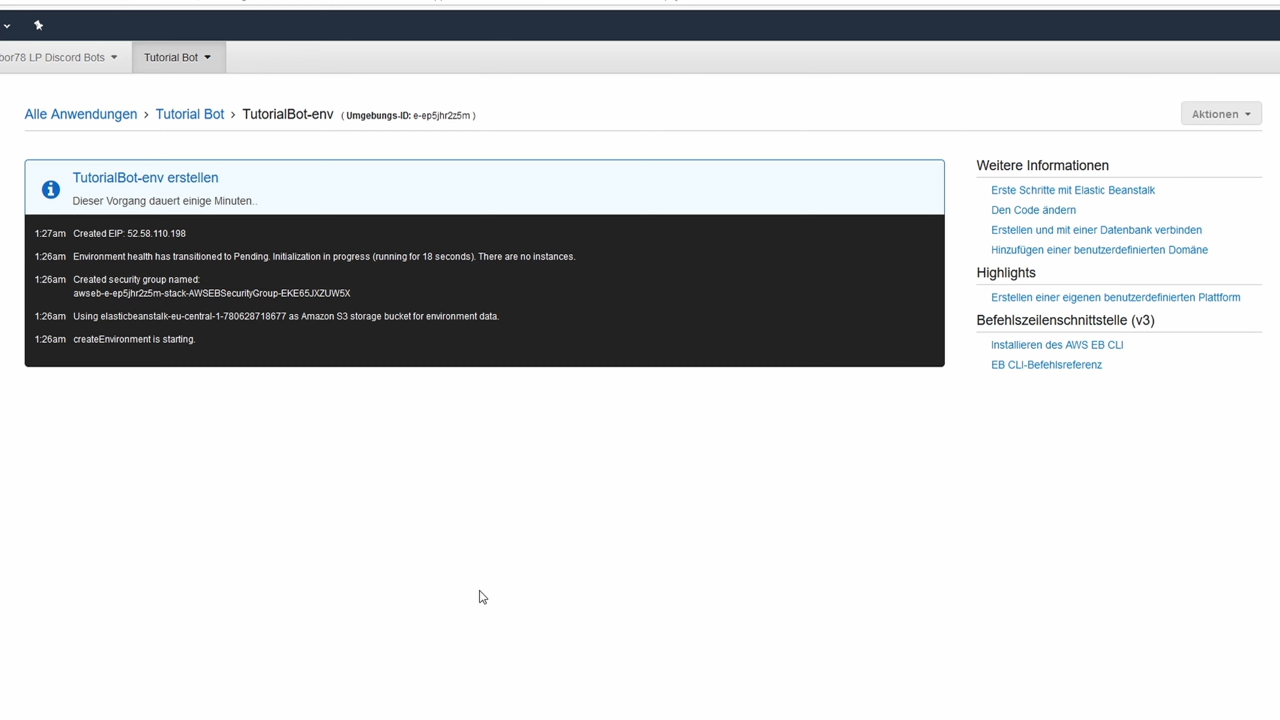 bor78 LP Discord Bots
Tutorial Bot
Alle Anwendungen › Tutorial Bot › TutorialBot-env ( Umgebungs-ID: e-ep5jhr2z5m )
Aktionen
TutorialBot-env erstellen
Dieser Vorgang dauert einige Minuten..
1:27am Created EIP: 52.58.110.198
1:26am Environment health has transitioned to Pending. Initialization in progress (running for 18 seconds). There are no instances.
1:26am Created security group named:
awseb-e-ep5jhr2z5m-stack-AWSEBSecurityGroup-EKE65JXZUW5X
1:26am Using elasticbeanstalk-eu-central-1-780628718677 as Amazon S3 storage bucket for environment data.
1:26am createEnvironment is starting.
Weitere Informationen
Erste Schritte mit Elastic Beanstalk
Den Code ändern
Erstellen und mit einer Datenbank verbinden
Hinzufügen einer benutzerdefinierten Domäne
Highlights
Erstellen einer eigenen benutzerdefinierten Plattform
Befehlszeilenschnittstelle (v3)
Installieren des AWS EB CLI
EB CLI-Befehlsreferenz